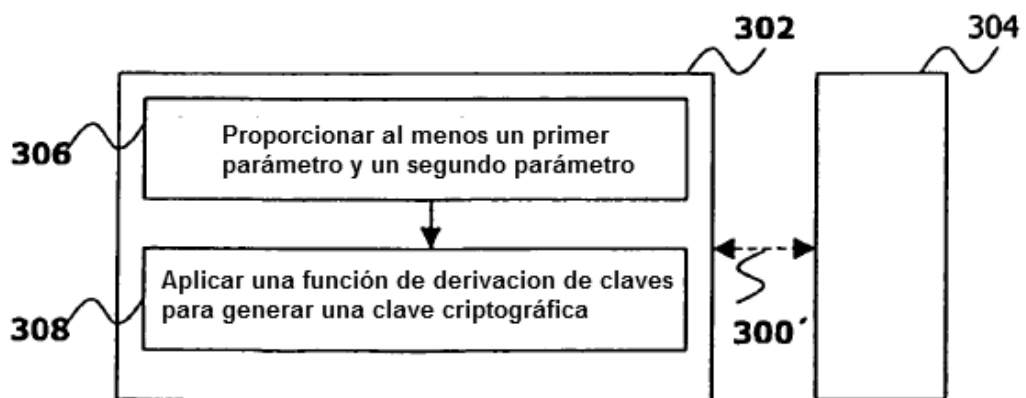 302
304
306
Proporcionar al menos un primer
parámetro y un segundo parámetro
Aplicar una función de derivacion de claves
para generar una clave criptográfica
308
300´